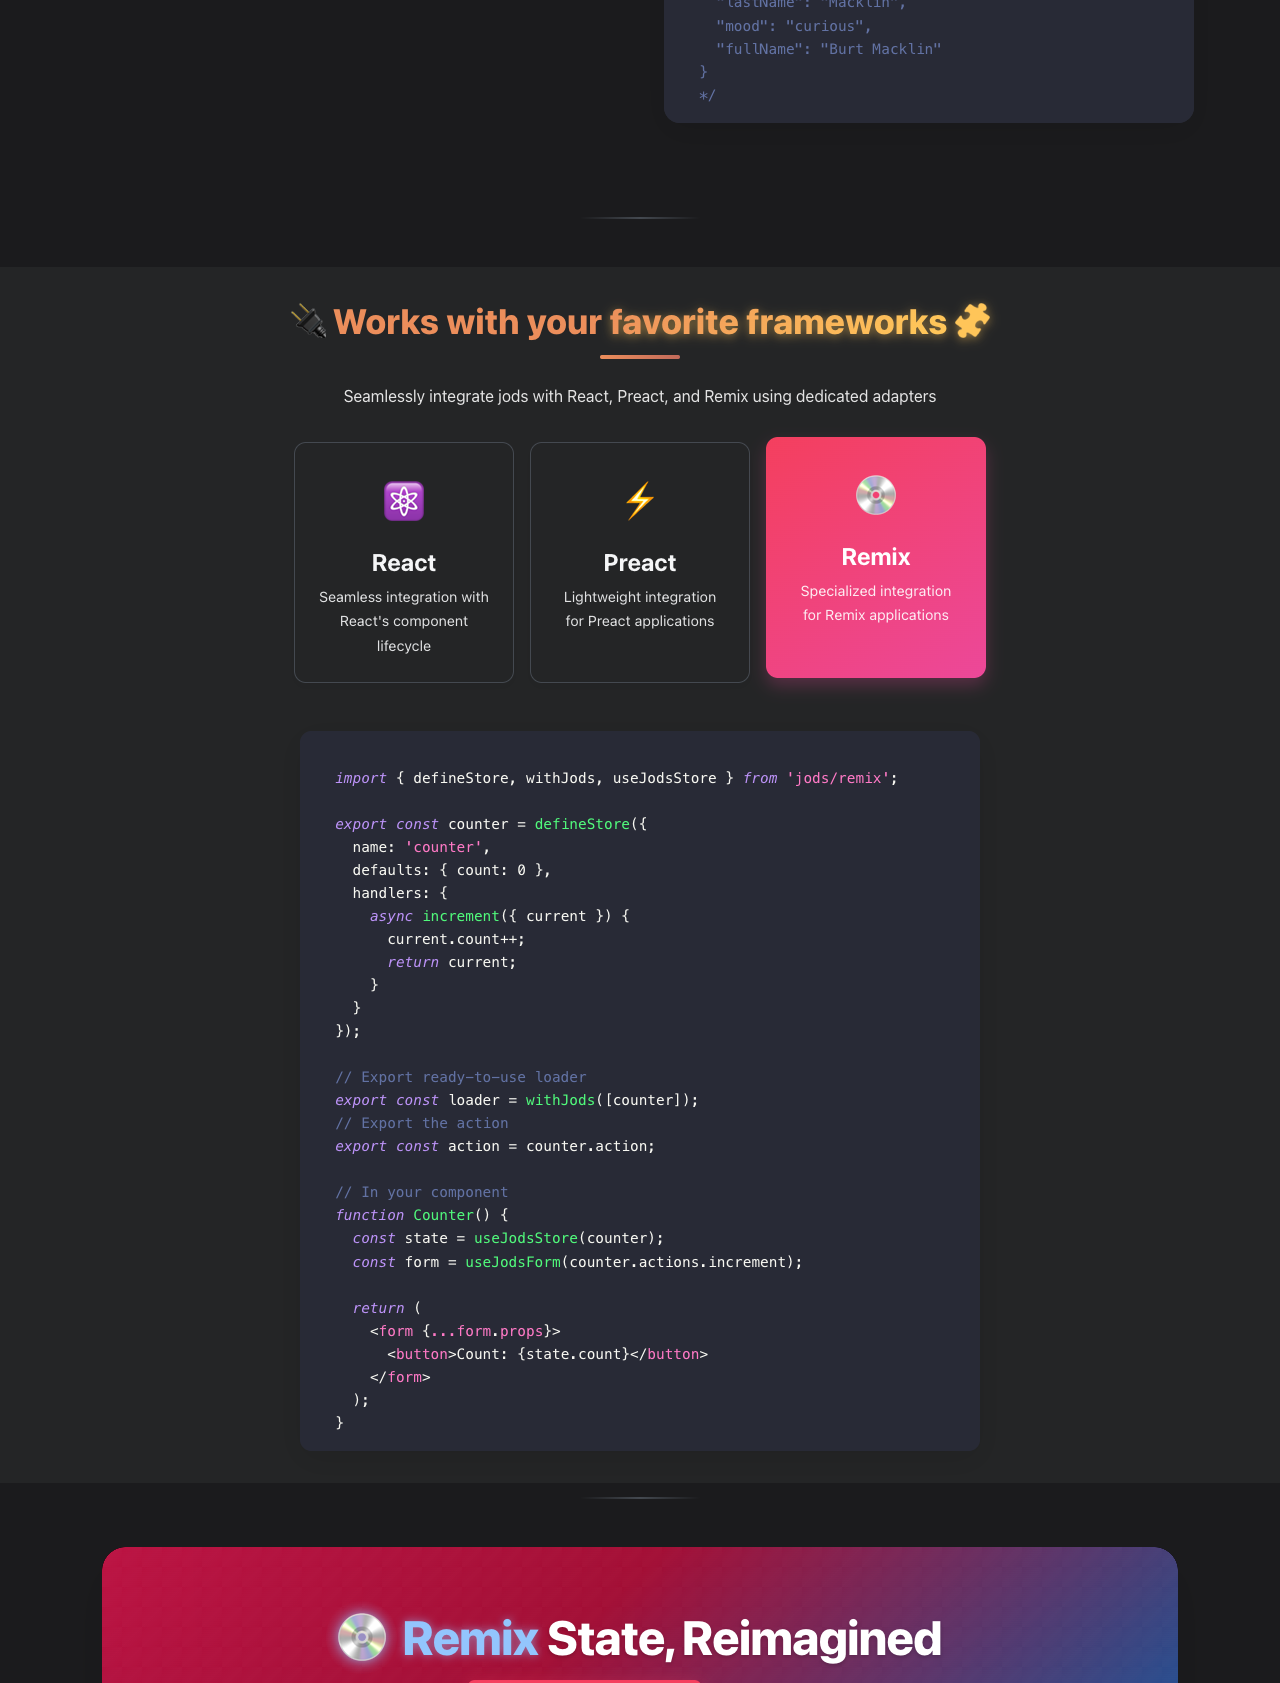 "lastName": "Macklin",
"mood": "curious",
"fullName": "Burt Macklin"
}
*/
Works with your favorite frameworks
Seamlessly integrate jods with React, Preact, and Remix using dedicated adapters
React
Seamless integration with
React's component
lifecycle
Preact
Lightweight integration
for Preact applications
Remix
Specialized integration
for Remix applications
import { defineStore, withJods, useJodsStore } from 'jods/remix';
export const counter = defineStore({
name: 'counter',
defaults: { count: 0 },
handlers: {
async increment({ current }) {
current.count++;
return current;
}
}
});
// Export ready-to-use loader
export const loader = withJods([counter]);
// Export the action
export const action = counter.action;
// In your component
function Counter() {
const state = useJodsStore(counter);
const form = useJodsForm(counter.actions.increment);
return (
<form {...form.props}>
<button>Count: {state.count}</button>
</form>
);
}
Remix State, Reimagined